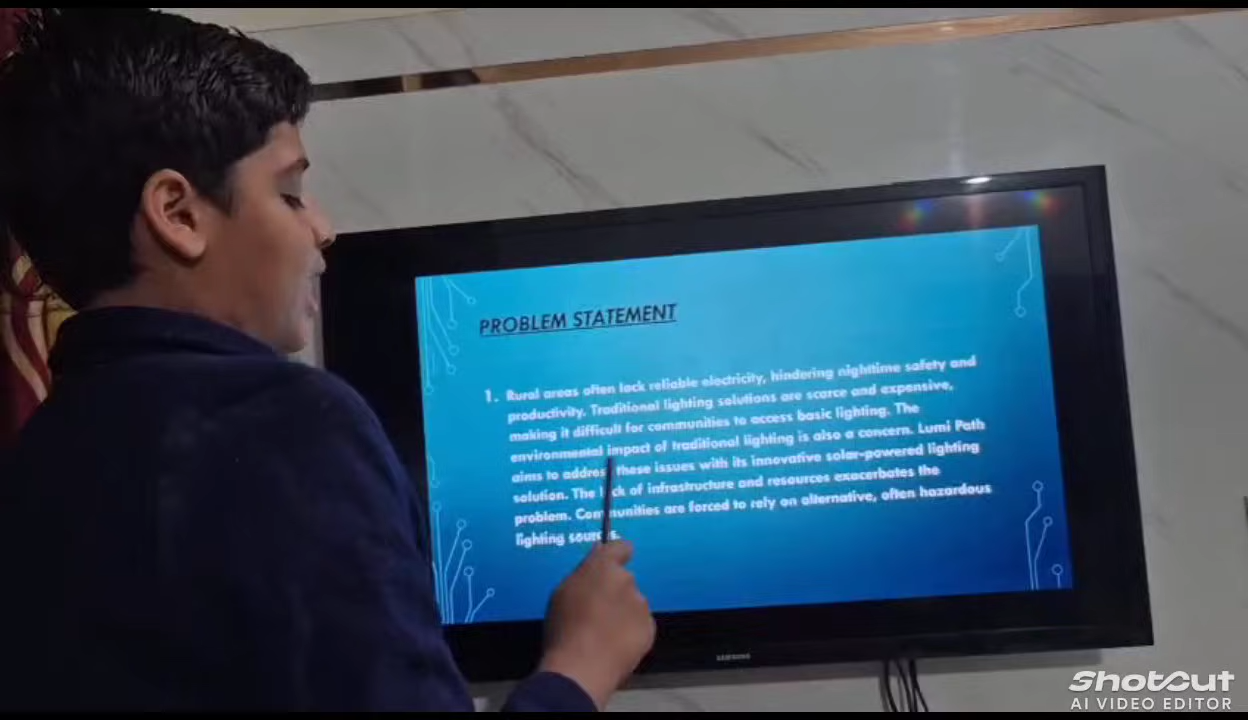 PROBLEM STATEMENT
1. Rural areas often lack reliable electricity, hindering nighttime safety and
productivity. Traditional lighting solutions are scarce and expensive,
making it difficult for communities to access basic lighting. The
environmental impact of traditional lighting is also a concern. Lumi Path
aims to address these issues with its innovative solar-powered lighting
solution. The lack of infrastructure and resources exacerbates the
problem. Communities are forced to rely on alternative, often hazardous
lighting sources.
SAMSUNG
ShotCut
AI VIDEO EDITOR